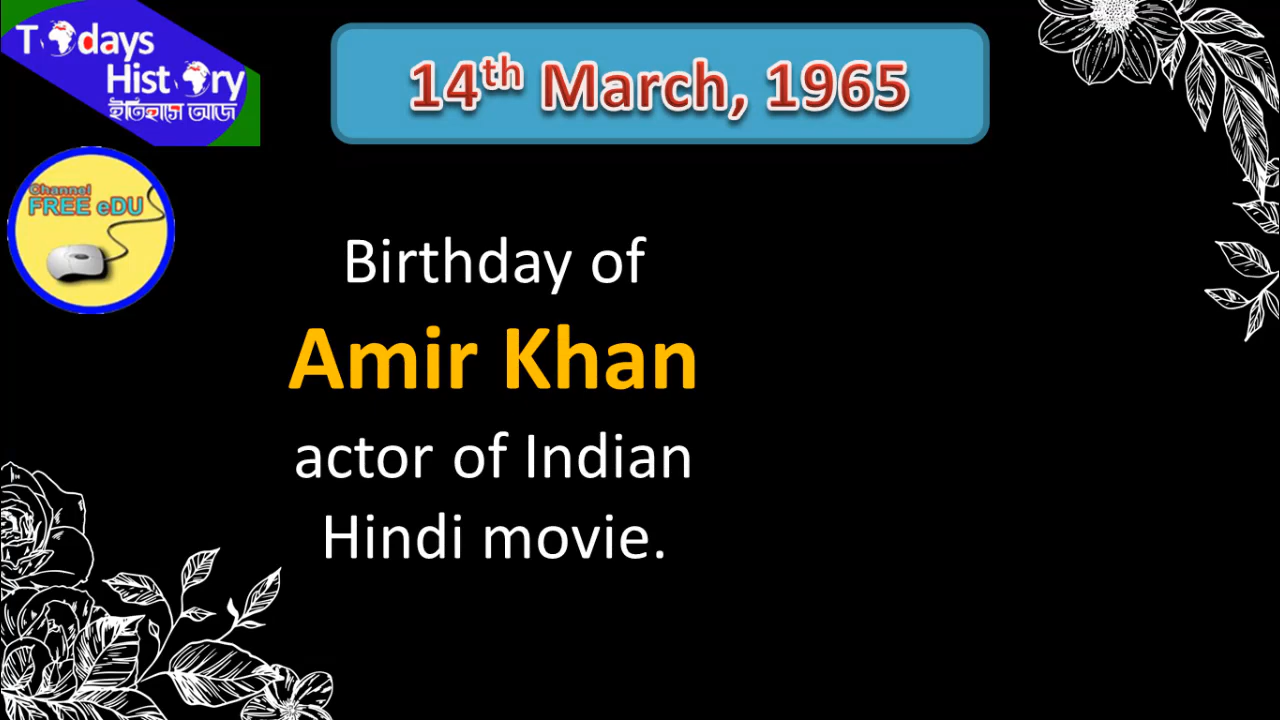 Todays
History
ইতিহাসে আজ
14th March, 1965
Channel
FREE eDU
Birthday of
Amir Khan
actor of Indian
Hindi movie.